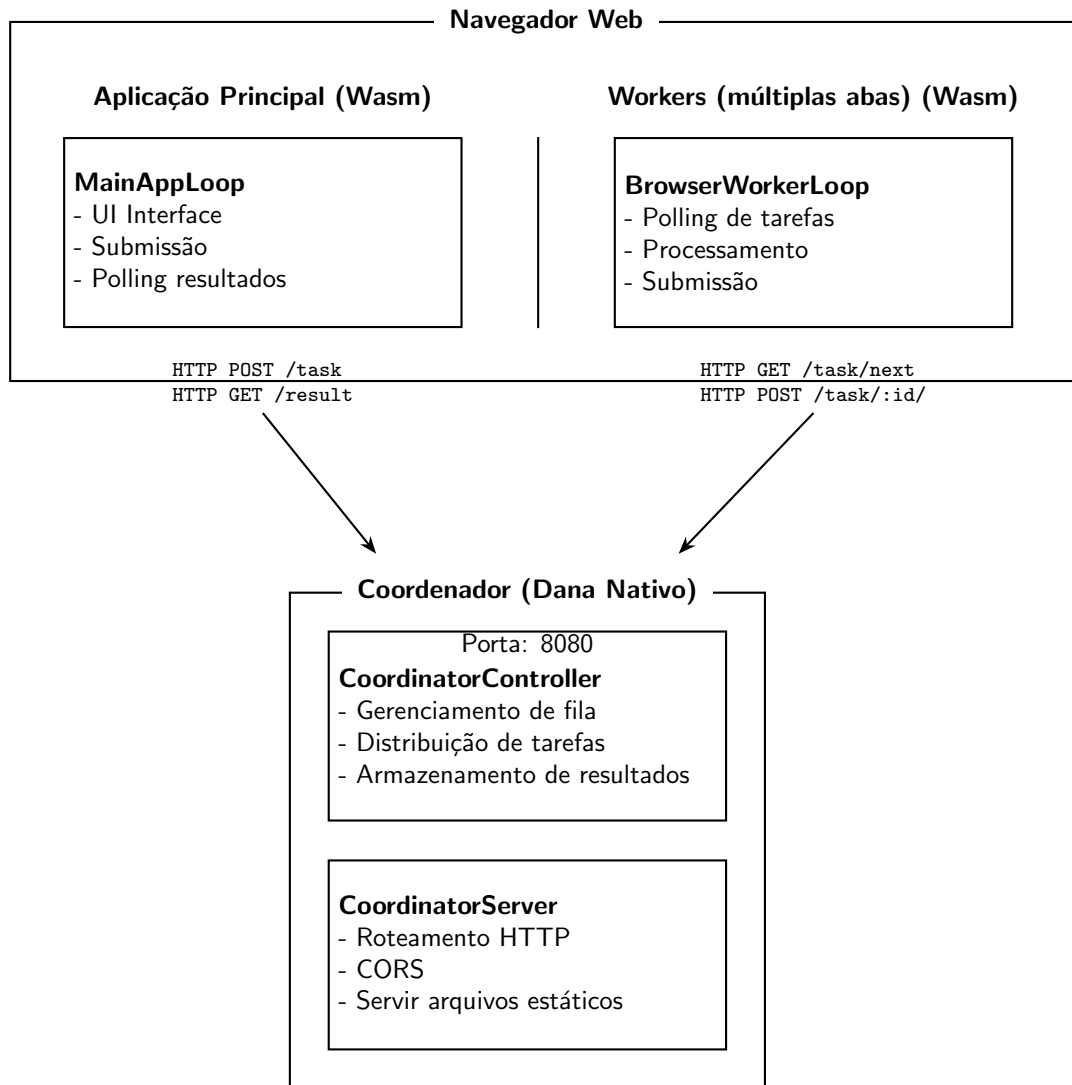 Navegador Web
Aplicação Principal (Wasm)
MainAppLoop
- UI Interface
- Submissão
- Polling resultados
HTTP POST /task
HTTP GET /result
Workers (múltiplas abas) (Wasm)
BrowserWorkerLoop
- Polling de tarefas
- Processamento
- Submissão
HTTP GET /task/next
HTTP POST /task/:id/
Coordenador (Dana Nativo)
Porta: 8080
CoordinatorController
- Gerenciamento de fila
- Distribuição de tarefas
- Armazenamento de resultados
CoordinatorServer
- Roteamento HTTP
- CORS
- Servir arquivos estáticos